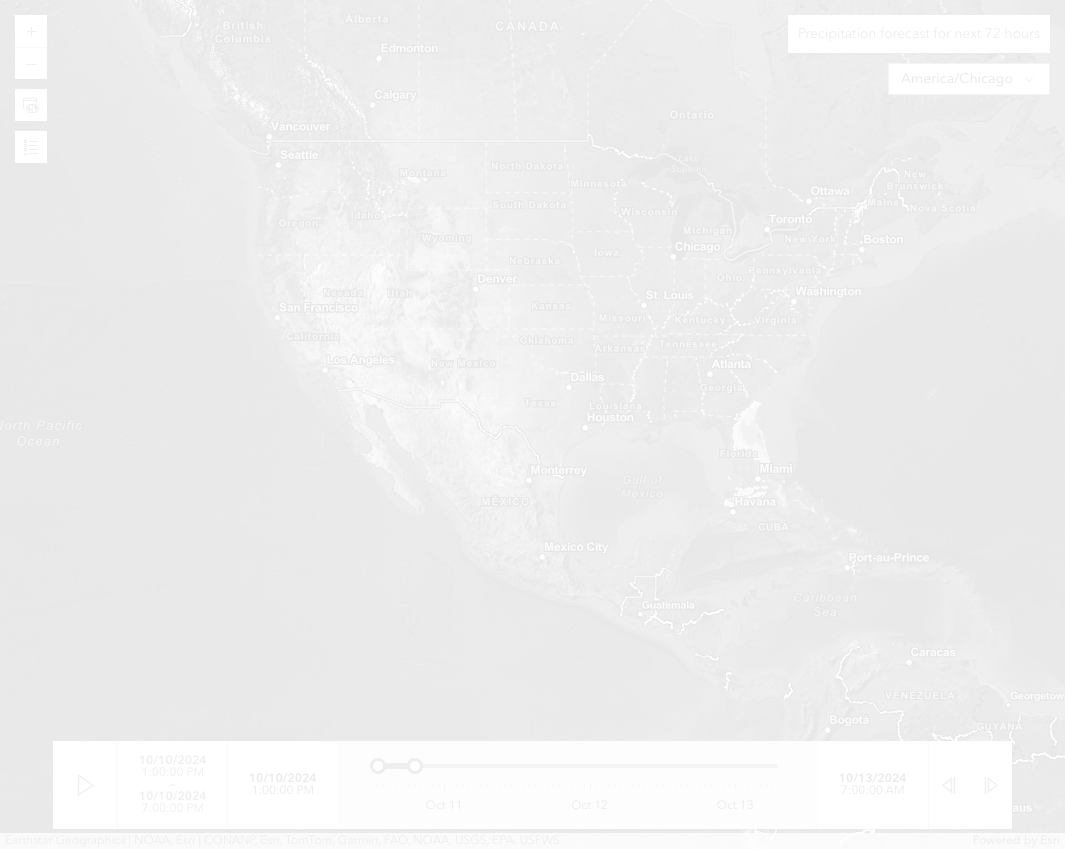 Precipitation forecast for next 72 hours
America/Chicago
CANADA
Alberta
British
Columbia
Edmonton
Calgary
Ontario
Vancouver
Seattle
Montana
North Dakota
Minnesota
Ottawa
New
Brunswick
Maine
Nova Scotia
South Dakota
Wisconsin
Oregon
Idaho
Toronto
Michigan
New York
Boston
Wyoming
Chicago
Iowa
Nebraska
Ohio
Pennsylvania
Denver
Nevada
Utah
St. Louis
Washington
San Francisco
Kansas
Missouri
Kentucky
Virginia
California
Oklahoma
Arkansas
Tennessee
Los Angeles
New Mexico
Atlanta
Dallas
Georgia
Texas
Louisiana
Houston
North Pacific
Ocean
Florida
Miami
Monterrey
Gulf of
Mexico
MÉXICO
Havana
CUBA
Mexico City
Port-au-Prince
Caribbean
Sea
Guatemala
Caracas
VENEZUELA
Georgetow
Bogotá
GUYANA
10/10/2024
1:00:00 PM
-
10/10/2024
7:00:00 PM
10/10/2024
1:00:00 PM
Oct 11
Oct 12
Oct 13
10/13/2024
7:00:00 AM
aus
Earthstar Geographics | NOAA, Esri | CONANP, Esri, TomTom, Garmin, FAO, NOAA, USGS, EPA, USFWS
Powered by Esri